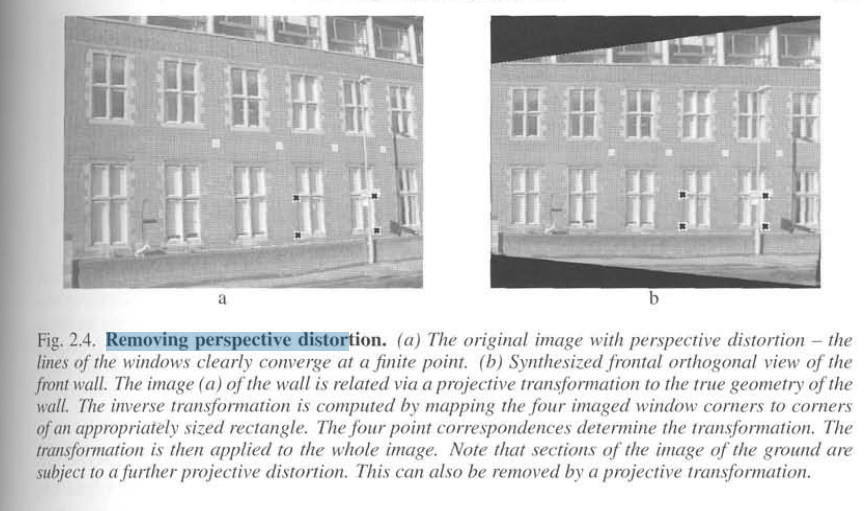 a
b
Fig. 2.4. Removing perspective distortion. (a) The original image with perspective distortion – the
lines of the windows clearly converge at a finite point. (b) Synthesized frontal orthogonal view of the
front wall. The image (a) of the wall is related via a projective transformation to the true geometry of the
wall. The inverse transformation is computed by mapping the four imaged window corners to corners
of an appropriately sized rectangle. The four point correspondences determine the transformation. The
transformation is then applied to the whole image. Note that sections of the image of the ground are
subject to a further projective distortion. This can also be removed by a projective transformation.